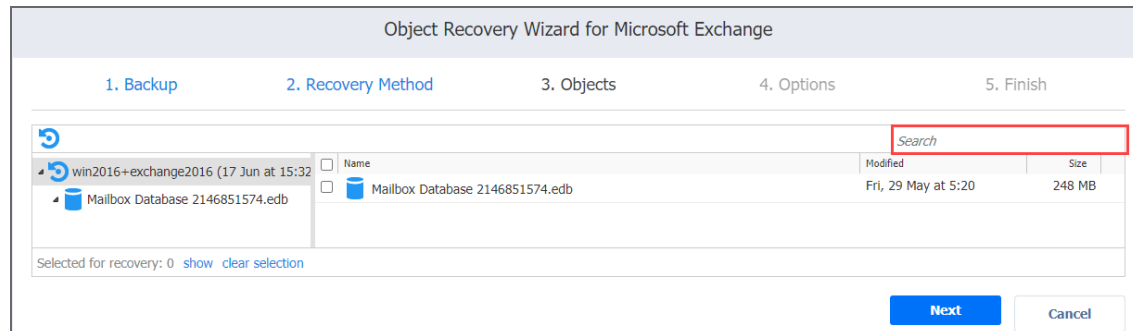 Object Recovery Wizard for Microsoft Exchange
1. Backup 2. Recovery Method 3. Objects 4. Options 5. Finish
Search
win2016+exchange2016 (17 Jun at 15:32
Mailbox Database 2146851574.edb
Name Modified Size
Mailbox Database 2146851574.edb Fri, 29 May at 5:20 248 MB
Selected for recovery: 0 show clear selection
Next Cancel